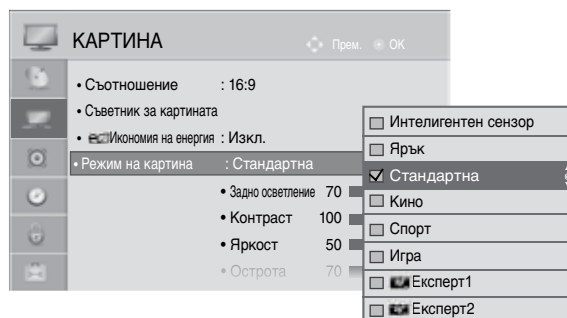 КАРТИНА
Прем. OK
• Съотношение : 16:9
• Съветник за картината
• Икономия на енергия : Изкл.
• Режим на картина : Стандартна
• Задно осветление 70
• Контраст 100
• Яркост 50
• Острота 70
Интелигентен сензор
Ярък
Стандартна
Кино
Спорт
Игра
Експерт1
Експерт2